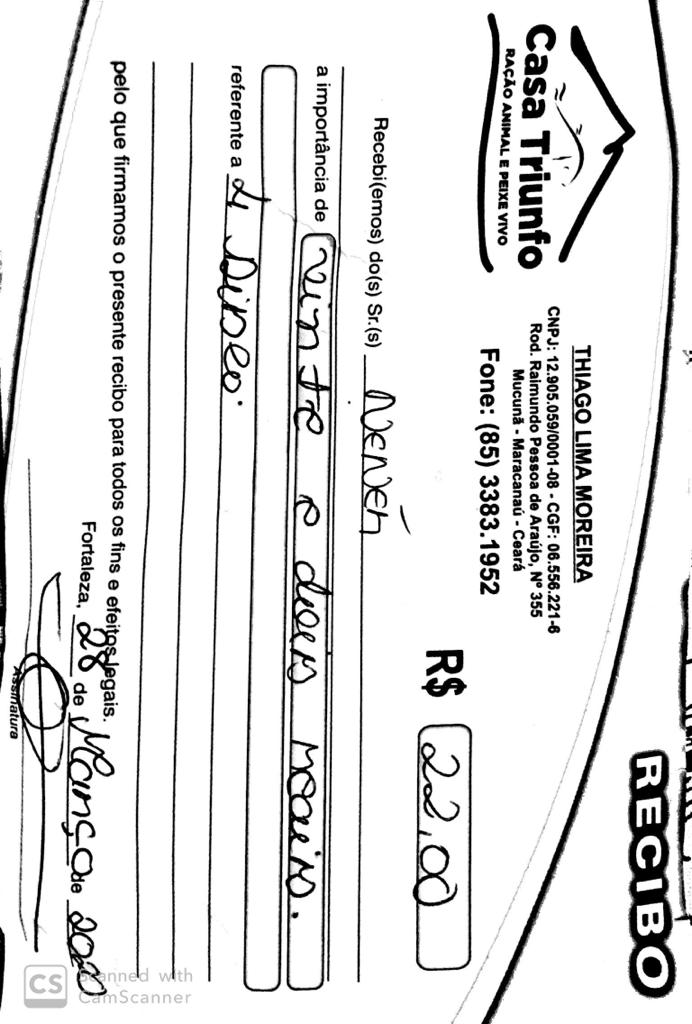 RECIBO
Casa Triunfo
RAÇÃO ANIMAL E PEIXE VIVO
THIAGO LIMA MOREIRA
CNPJ: 12.905.059/0001-08 - CGF: 06.556.221-6
Rod. Raimundo Pessoa de Araújo, Nº 355
Mucunã - Maracanaú - Ceará
Fone: (85) 3383.1952
R$ 22,00
Recebi(emos) do(s) Sr.(s) NENÉM
a importância de vinte e dois reais.
referente a
pelo que firmamos o presente recibo para todos os fins e efeitos legais.
Fortaleza, 28 de Março de 2020
Assinatura
CS Scanned with
CamScanner